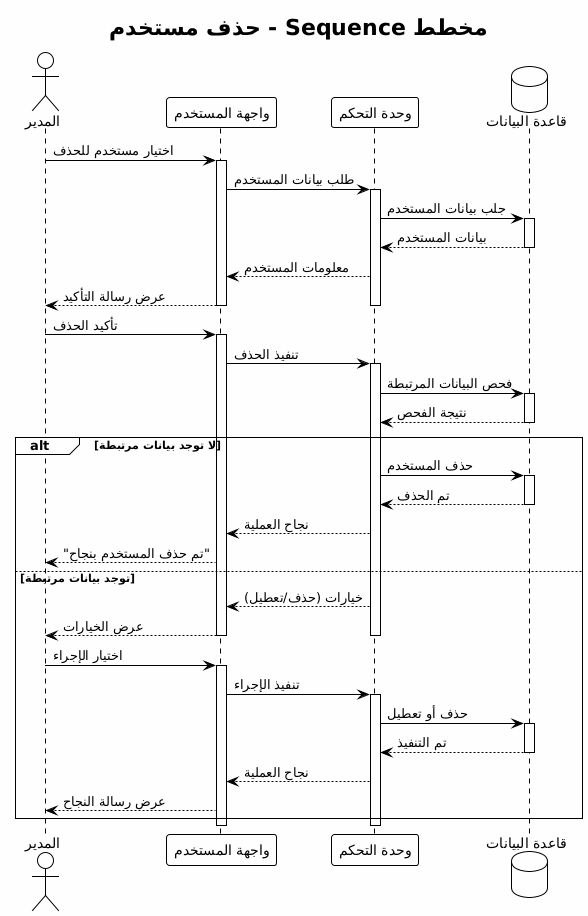 مخطط Sequence - حذف مستخدم
المدير
واجهة المستخدم
وحدة التحكم
قاعدة البيانات
اختيار مستخدم للحذف
طلب بيانات المستخدم
جلب بيانات المستخدم
بيانات المستخدم
معلومات المستخدم
عرض رسالة التأكيد
تأكيد الحذف
تنفيذ الحذف
فحص البيانات المرتبطة
نتيجة الفحص
alt [لا توجد بيانات مرتبطة]
حذف المستخدم
تم الحذف
نجاح العملية
"تم حذف المستخدم بنجاح"
[توجد بيانات مرتبطة]
خيارات (حذف/تعطيل)
عرض الخيارات
اختيار الإجراء
تنفيذ الإجراء
حذف أو تعطيل
تم التنفيذ
نجاح العملية
عرض رسالة النجاح
المدير
واجهة المستخدم
وحدة التحكم
قاعدة البيانات